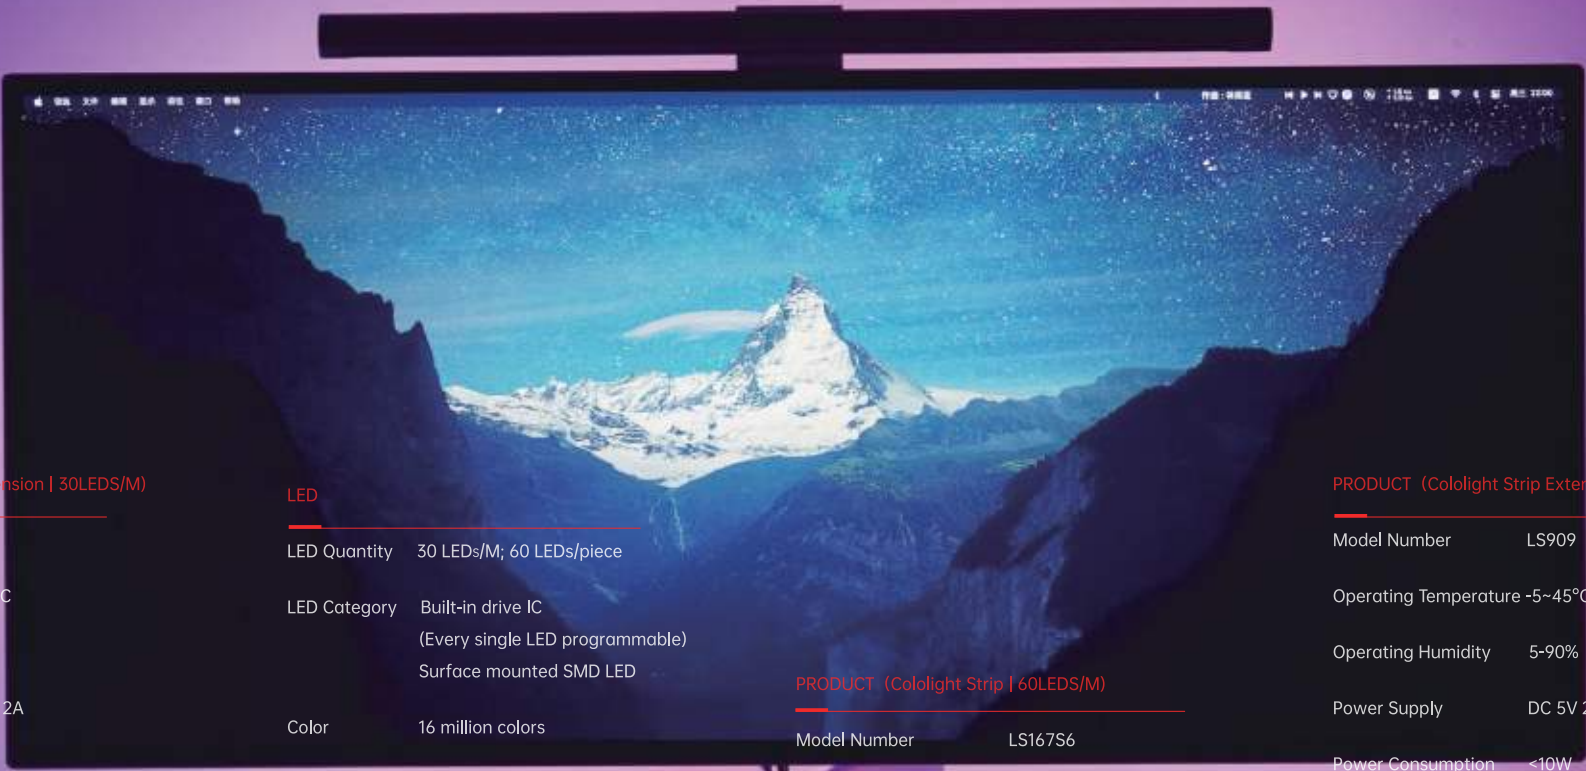 nsion | 30LEDS/M)
C
2A
LED
LED Quantity 30 LEDs/M; 60 LEDs/piece
LED Category Built-in drive IC
(Every single LED programmable)
Surface mounted SMD LED
Color 16 million colors
PRODUCT (Cololight Strip | 60LEDS/M)
Model Number LS167S6
PRODUCT (Cololight Strip Exten
Model Number LS909
Operating Temperature -5~45°C
Operating Humidity 5-90%
Power Supply DC 5V 2
Power Consumption <10W